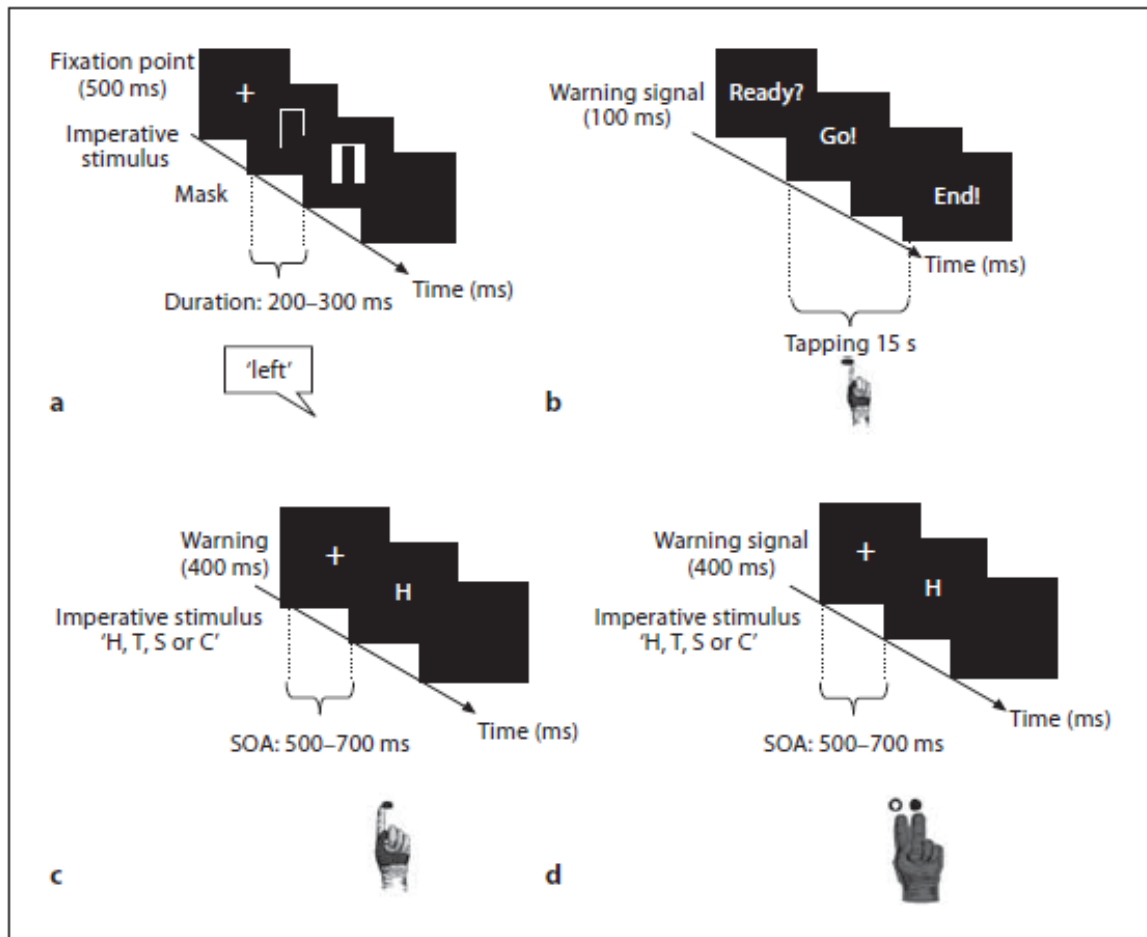 Fixation point
(500 ms)
+
Imperative
stimulus
Mask
Time (ms)
Duration: 200–300 ms
'left'
a
Warning signal
(100 ms)
Ready?
Go!
End!
Time (ms)
Tapping 15 s
b
Warning
(400 ms)
+
H
Imperative stimulus
'H, T, S or C'
Time (ms)
SOA: 500–700 ms
c
Warning signal
(400 ms)
+
H
Imperative stimulus
'H, T, S or C'
Time (ms)
SOA: 500–700 ms
d